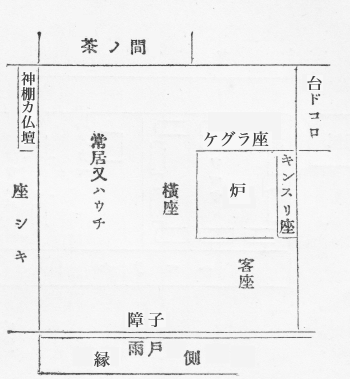 茶ノ間
台ドコロ
神棚カ仏壇
ケグラ座
キンスリ座
炉
横座
常居又ハウチ
座シキ
客座
障子
雨戸
縁側